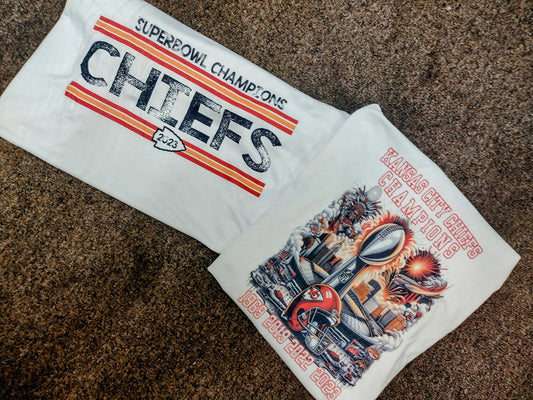 SUPERBOWL CHAMPIONS
CHIEFS
2023
KANSAS CITY CHIEFS
CHAMPIONS
1969 2019 2022 2023